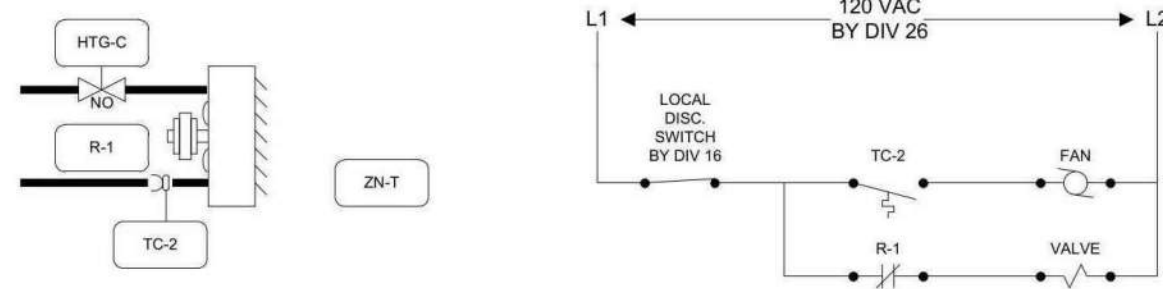 HTG-C
NO
R-1
TC-2
ZN-T
L1
120 VAC
BY DIV 26
L2
LOCAL
DISC.
SWITCH
BY DIV 16
TC-2
FAN
R-1
VALVE